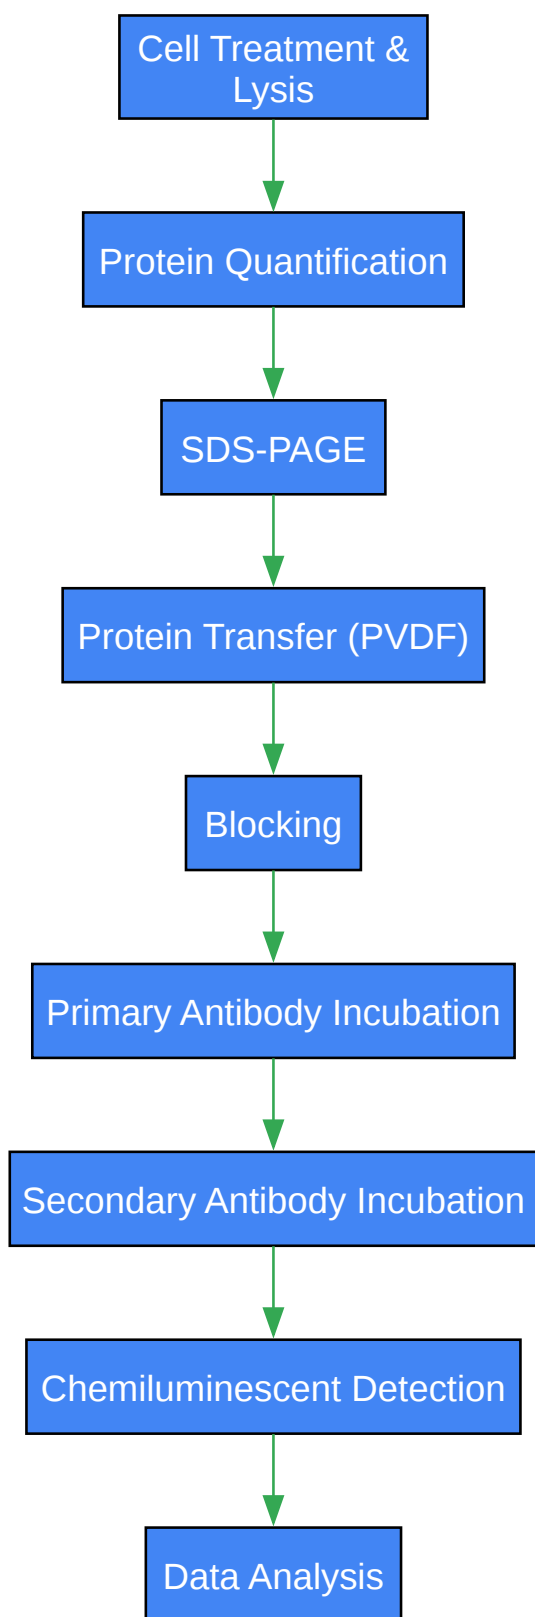 Cell Treatment &
Lysis
Protein Quantification
SDS-PAGE
Protein Transfer (PVDF)
Blocking
Primary Antibody Incubation
Secondary Antibody Incubation
Chemiluminescent Detection
Data Analysis